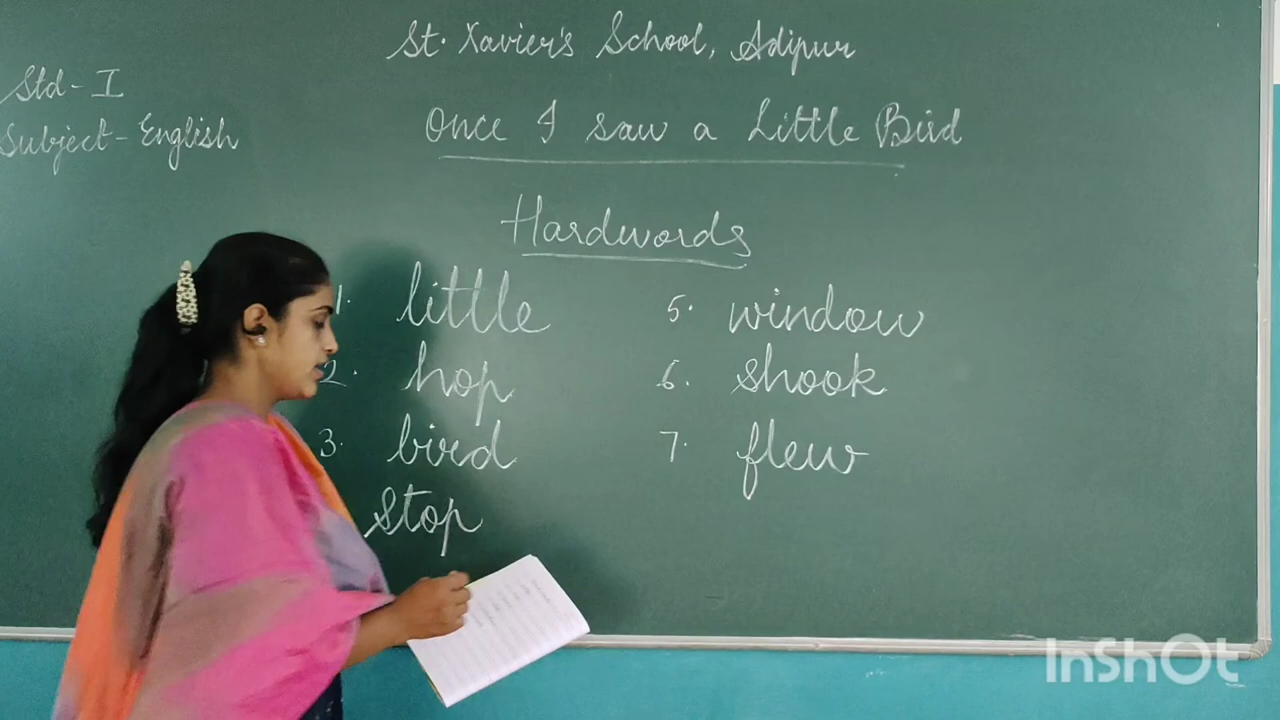 St. Xavier's School, Adipur
Std - I
Subject - English
Once I saw a Little Bird
Hardwords
1. little
2. hop
3. bird
stop
5. window
6. shook
7. flew
InShOt